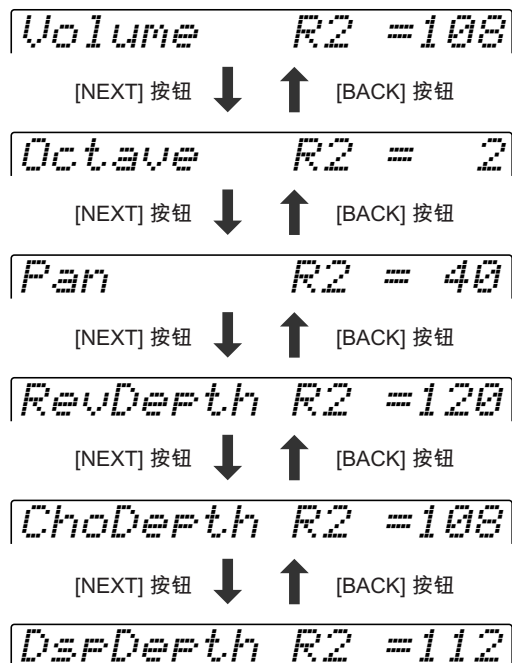 Volume R2 =108
[NEXT] 按钮 [BACK] 按钮
Octave R2 = 2
[NEXT] 按钮 [BACK] 按钮
Pan R2 = 40
[NEXT] 按钮 [BACK] 按钮
RevDepth R2 =120
[NEXT] 按钮 [BACK] 按钮
ChoDepth R2 =108
[NEXT] 按钮 [BACK] 按钮
DspDepth R2 =112